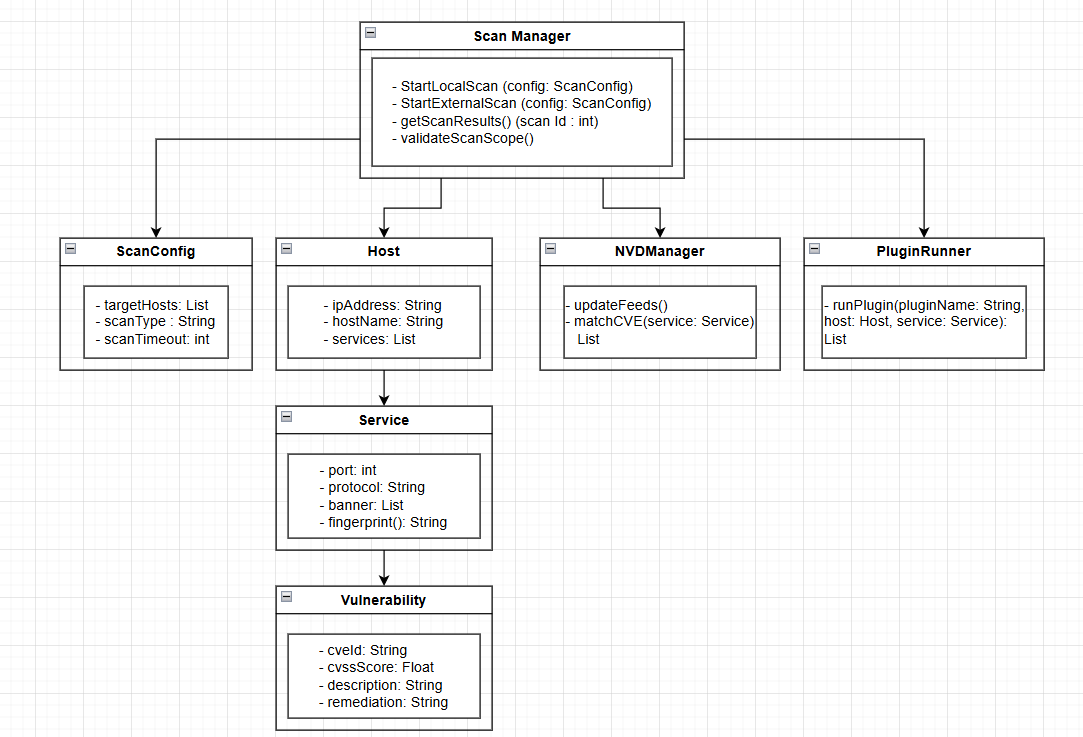 Scan Manager
- StartLocalScan (config: ScanConfig)
- StartExternalScan (config: ScanConfig)
- getScanResults() (scan Id : int)
- validateScanScope()
ScanConfig
- targetHosts: List
- scanType : String
- scanTimeout: int
Host
- ipAddress: String
- hostName: String
- services: List
NVDManager
- updateFeeds()
- matchCVE(service: Service)
List
PluginRunner
- runPlugin(pluginName: String,
host: Host, service: Service):
List
Service
- port: int
- protocol: String
- banner: List
- fingerprint(): String
Vulnerability
- cveId: String
- cvssScore: Float
- description: String
- remediation: String